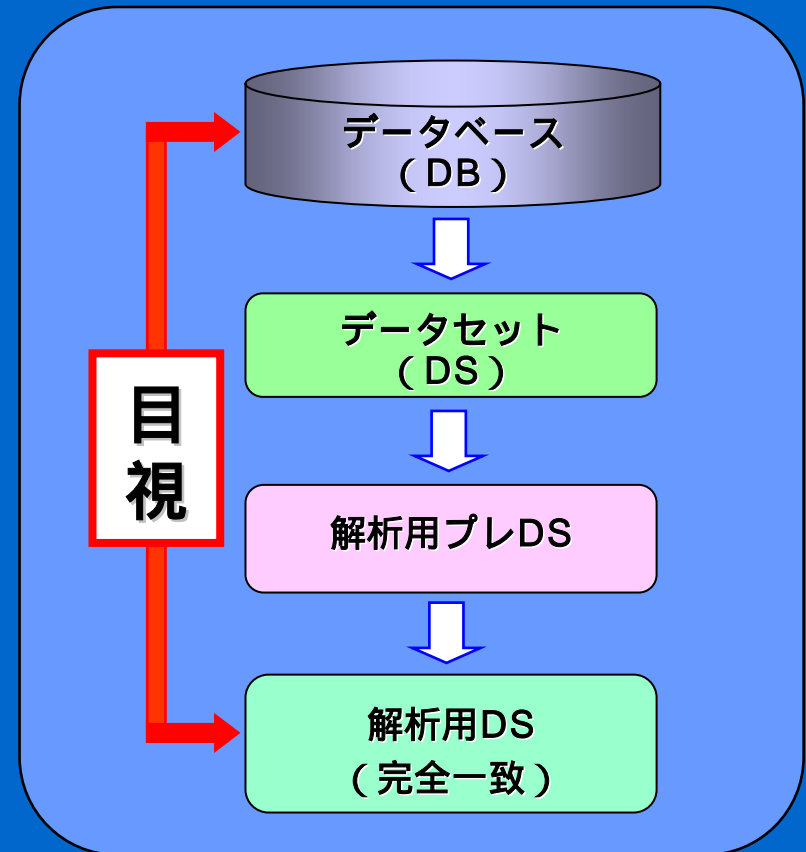 データベース
（DB）
データセット
（DS）
目
視
解析用プレDS
解析用DS
（完全一致）